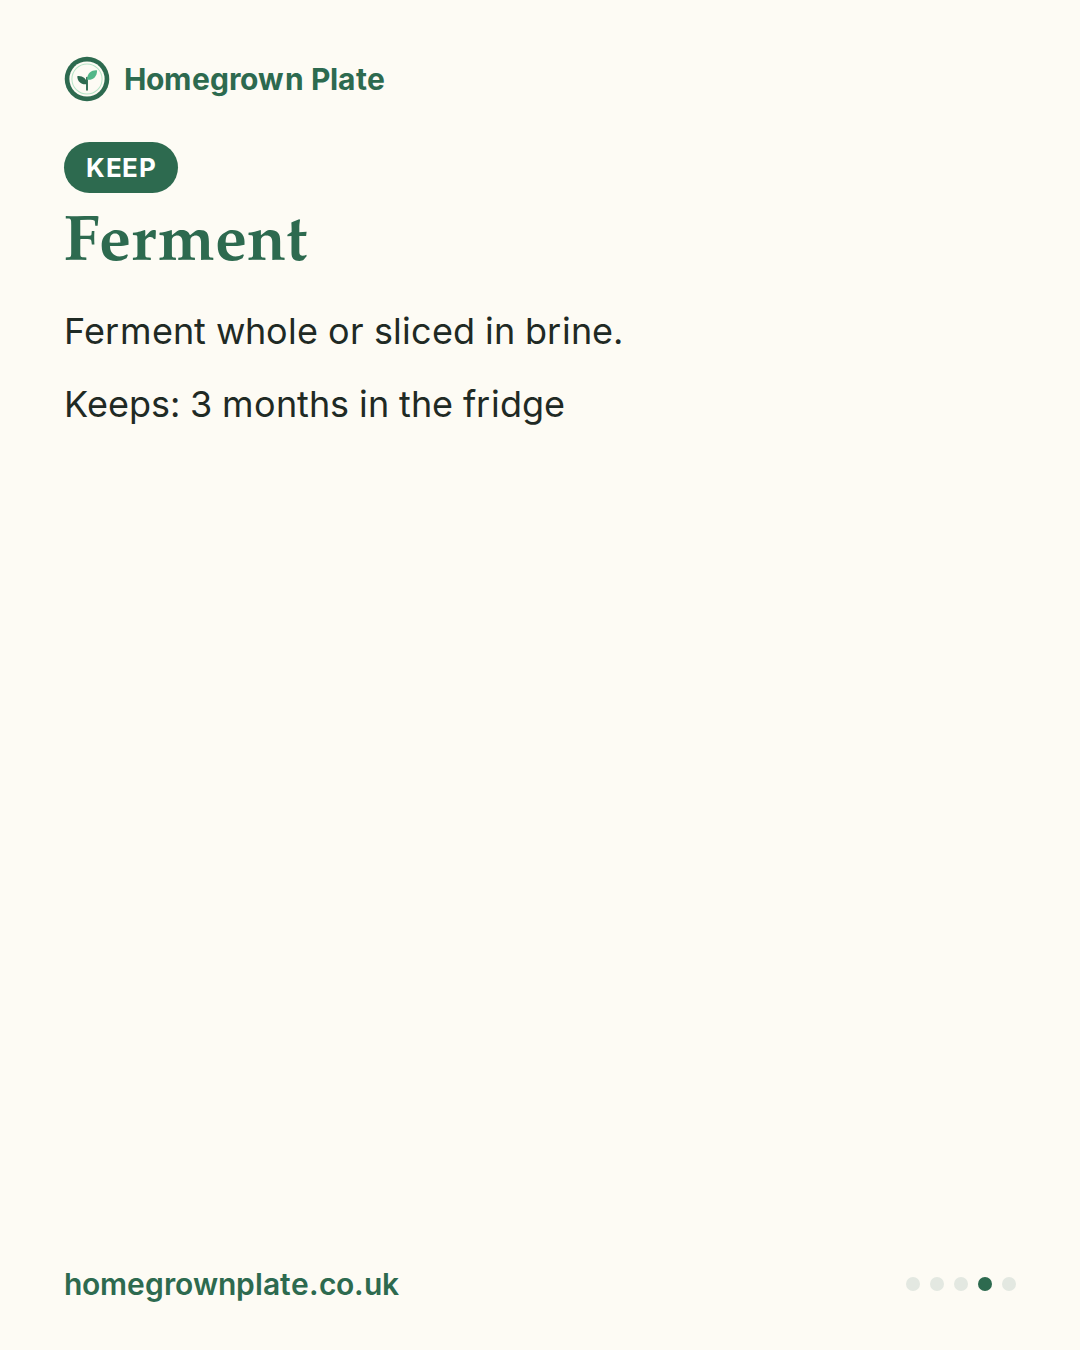 Homegrown Plate
KEEP
Ferment
Ferment whole or sliced in brine.
Keeps: 3 months in the fridge
homegrownplate.co.uk